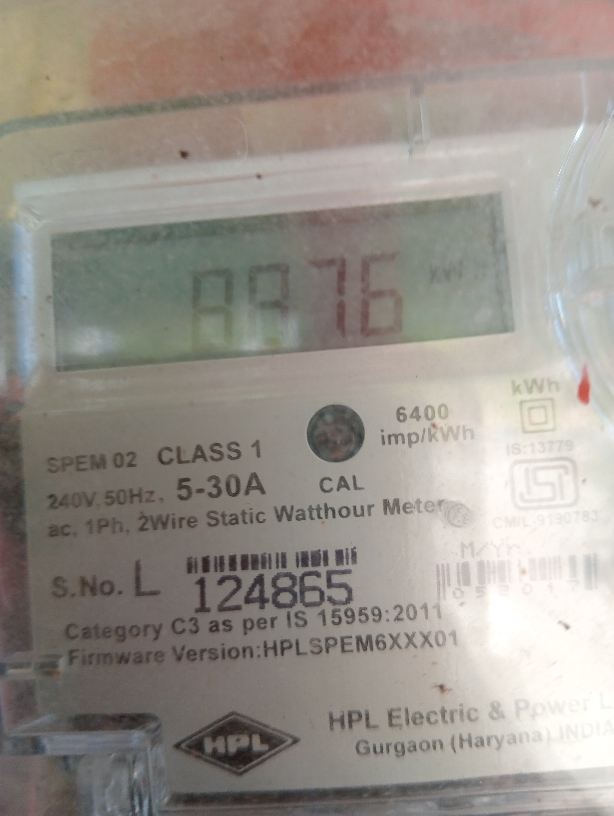 kWh
6400
imp/kWh
IS:13779
SPEM 02 CLASS 1
CAL
240V, 50Hz, 5-30A
ac, 1Ph, 2Wire Static Watthour Meter
CM/L-9190783
M/Yr.
S.No. L 124865
Category C3 as per IS 15959:2011
Firmware Version:HPLSPEM6XXX01
HPL
HPL Electric & Power
Gurgaon (Haryana) INDIA